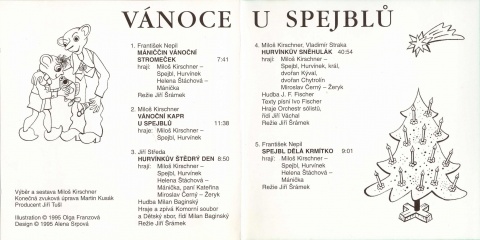 VÁNOCE U SPEJBLŮ
1. František Nepil
MÁNIČČIN VÁNOČNÍ
STROMEČEK 7:41
hrají: Miloš Kirschner –
Spejbl, Hurvínek
Helena Štáchová –
Mánička
Režie Jiří Šrámek
2. Miloš Kirschner
VÁNOČNÍ KAPR
U SPEJBLŮ 11:38
hraje: Miloš Kirschner –
Spejbl, Hurvínek
Režie Jiří Šrámek
3. Jiří Středa
HURVÍNKŮV ŠTĚDRÝ DEN 8:50
hrají: Miloš Kirschner –
Spejbl, Hurvínek
Helena Štáchová –
Mánička, paní Kateřina
Miroslav Černý – Žeryk
Hudba Milan Baginský
Hraje a zpívá Komorní soubor
a Dětský sbor, řídí Milan Baginský
Režie Jiří Šrámek
Výběr a sestava Miloš Kirschner
Konečná zvuková úprava Martin Kusák
Producent Jiří Tuší
Illustration © 1995 Olga Franzová
Design © 1995 Alena Srpová
4. Miloš Kirschner, Vladimír Straka
HURVÍNKŮV SNĚHULÁK 40:54
hrají: Miloš Kirschner –
Spejbl, Hurvínek, král,
dvořan Kýval,
dvořan Chytrolín
Miroslav Černý – Žeryk
Hudba J. F. Fischer
Texty písní Ivo Fischer
Hraje Orchestr sólistů,
řídí Jiří Váchal
Režie Jiří Šrámek
5. František Nepil
SPEJBL DĚLÁ KRMÍTKO 9:01
hrají: Miloš Kirschner –
Spejbl, Hurvínek
Helena Štáchová –
Mánička
Režie Jiří Šrámek